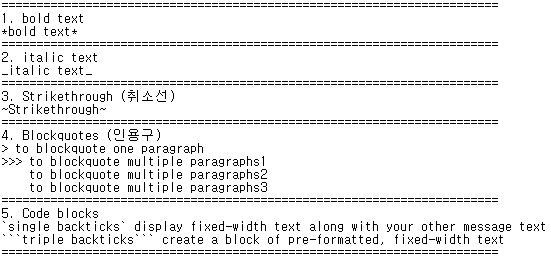 ==============================================================
1. bold text
*bold text*
==============================================================
2. italic text
_italic text_
==============================================================
3. Strikethrough (취소선)
~Strikethrough~
==============================================================
4. Blockquotes (인용구)
> to blockquote one paragraph
>>> to blockquote multiple paragraphs1
    to blockquote multiple paragraphs2
    to blockquote multiple paragraphs3
==============================================================
5. Code blocks
`single backticks` display fixed-width text along with your other message text
```triple backticks``` create a block of pre-formatted, fixed-width text
==============================================================